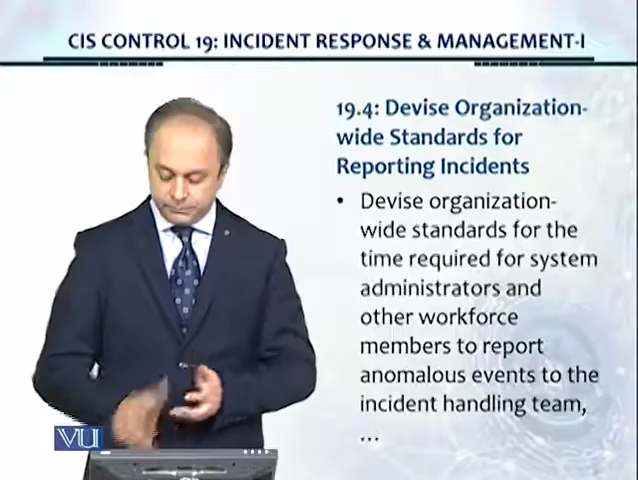 CIS CONTROL 19: INCIDENT RESPONSE & MANAGEMENT-I
19.4: Devise Organization-
wide Standards for
Reporting Incidents
• Devise organization-
wide standards for the
time required for system
administrators and
other workforce
members to report
anomalous events to the
incident handling team,
...
VU